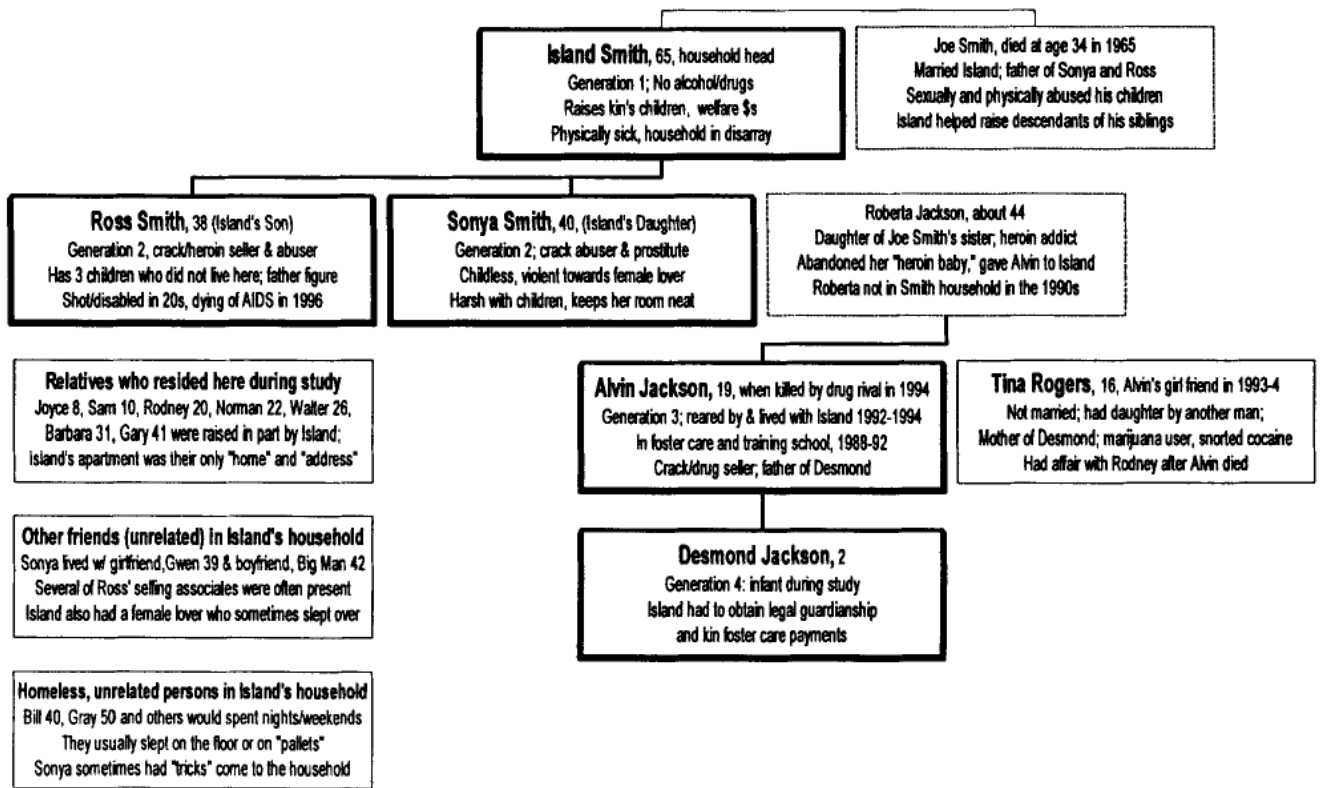 Island Smith, 65, household head
Generation 1; No alcohol/drugs
Raises kin's children, welfare $s
Physically sick, household in disarray
Joe Smith, died at age 34 in 1965
Married Island; father of Sonya and Ross
Sexually and physically abused his children
Island helped raise descendants of his siblings
Ross Smith, 38 (Island's Son)
Generation 2, crack/heroin seller & abuser
Has 3 children who did not live here; father figure
Shot/disabled in 20s, dying of AIDS in 1996
Sonya Smith, 40, (Island's Daughter)
Generation 2; crack abuser & prostitute
Childless, violent towards female lover
Harsh with children, keeps her room neat
Roberta Jackson, about 44
Daughter of Joe Smith's sister; heroin addict
Abandoned her "heroin baby," gave Alvin to Island
Roberta not in Smith household in the 1990s
Relatives who resided here during study
Joyce 8, Sam 10, Rodney 20, Norman 22, Walter 26,
Barbara 31, Gary 41 were raised in part by Island;
Island's apartment was their only "home" and "address"
Alvin Jackson, 19, when killed by drug rival in 1994
Generation 3; reared by & lived with Island 1992-1994
In foster care and training school, 1988-92
Crack/drug seller; father of Desmond
Tina Rogers, 16, Alvin's girl friend in 1993-4
Not married; had daughter by another man;
Mother of Desmond; marijuana user, snorted cocaine
Had affair with Rodney after Alvin died
Other friends (unrelated) in Island's household
Sonya lived w/ girlfriend,Gwen 39 & boyfriend, Big Man 42
Several of Ross' selling associates were often present
Island also had a female lover who sometimes slept over
Desmond Jackson, 2
Generation 4: infant during study
Island had to obtain legal guardianship
and kin foster care payments
Homeless, unrelated persons in Island's household
Bill 40, Gray 50 and others would spent nights/weekends
They usually slept on the floor or on "pallets"
Sonya sometimes had "tricks" come to the household